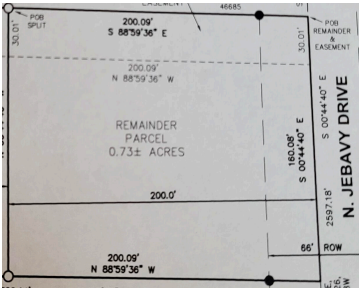 EASEMENT
46685
POB
SPLIT
200.09'
S 88°59'36" E
POB
REMAINDER
&
EASEMENT
30.01'
30.01'
200.09'
N 88°59'36" W
REMAINDER
PARCEL
0.73± ACRES
160.08'
S 00°44'40" E
S 00°44'40" E
N. JEBAVY DRIVE
200.0'
2597.18'
66' ROW
200.09'
N 88°59'36" W